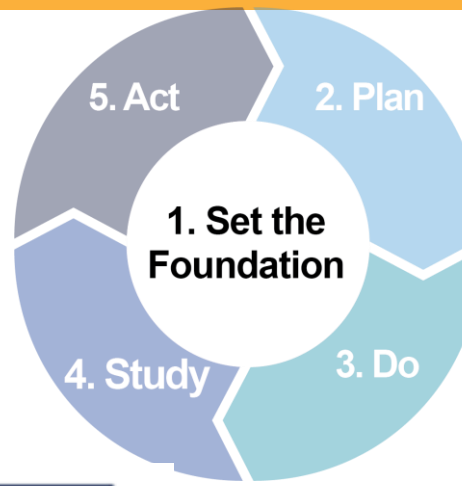 1. Set the
Foundation
2. Plan
3. Do
4. Study
5. Act